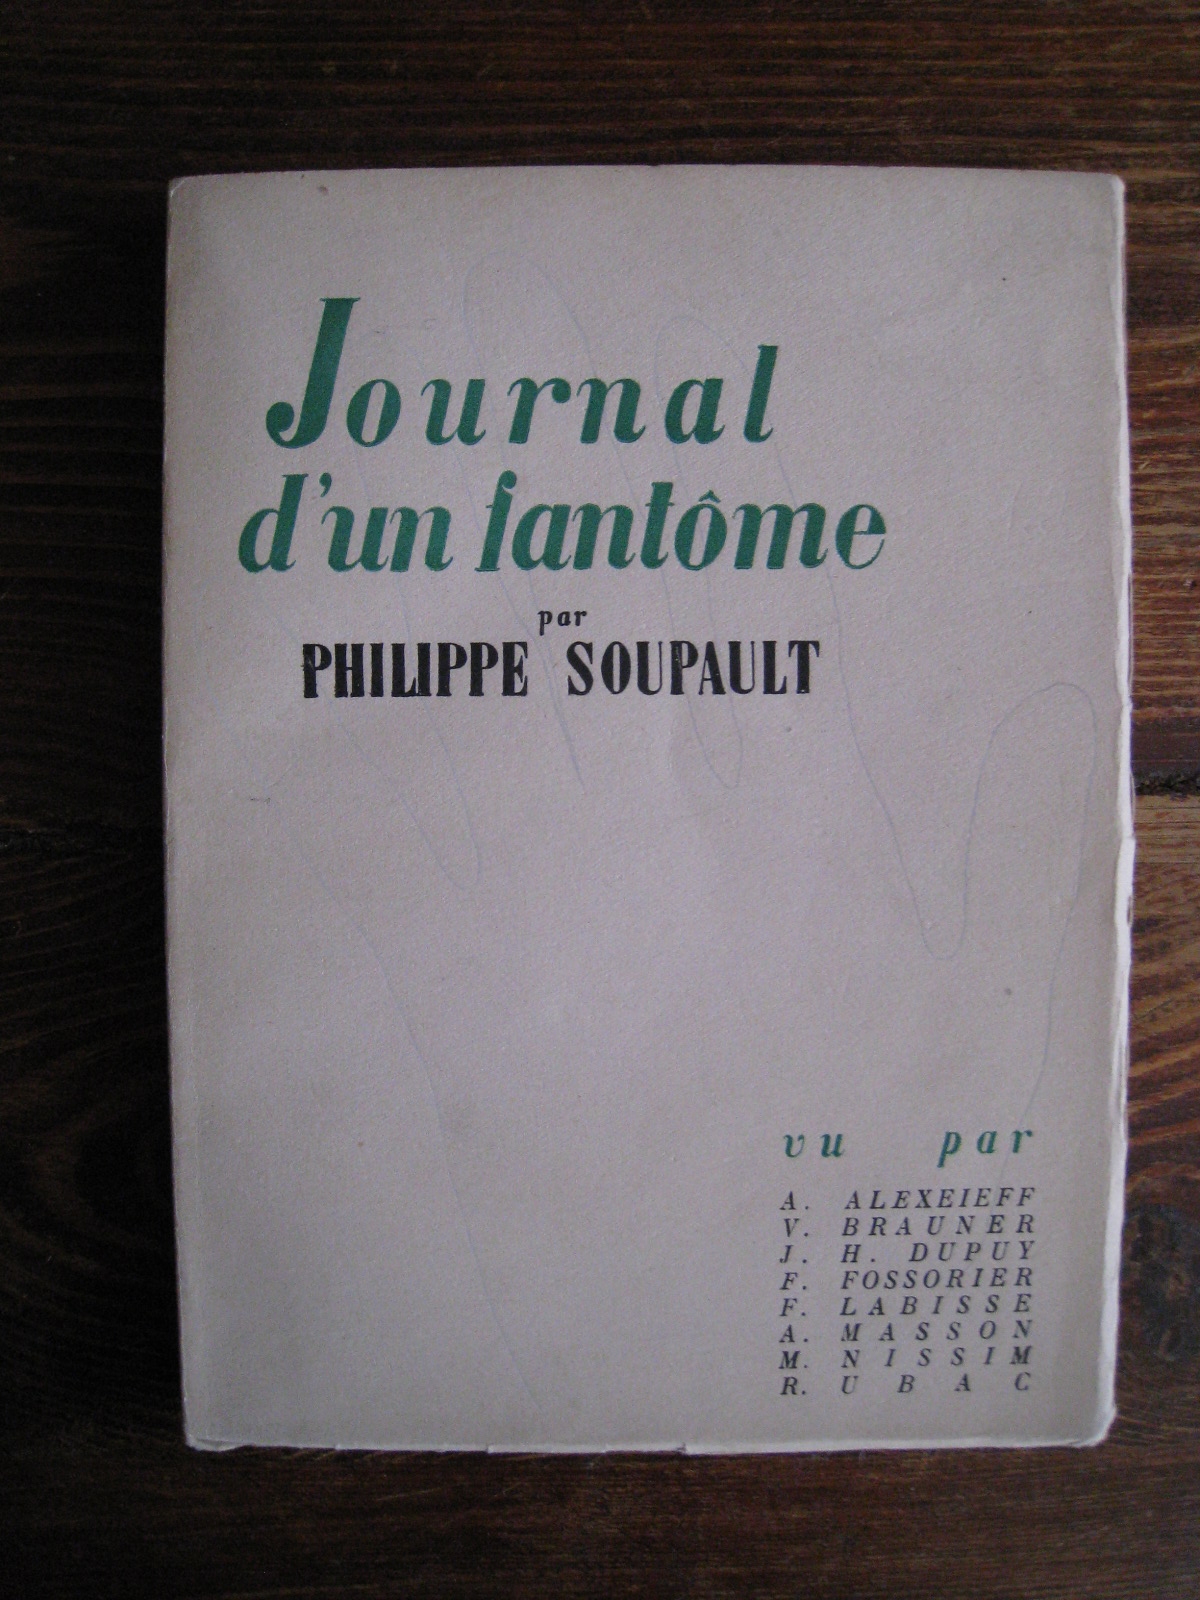 Journal
d'un fantôme
par
PHILIPPE SOUPAULT
vu par
A. ALEXEIEFF
V. BRAUNER
J. H. DUPUY
F. FOSSORIER
F. LABISSE
A. MASSON
M. NISSIM
R. UBAC